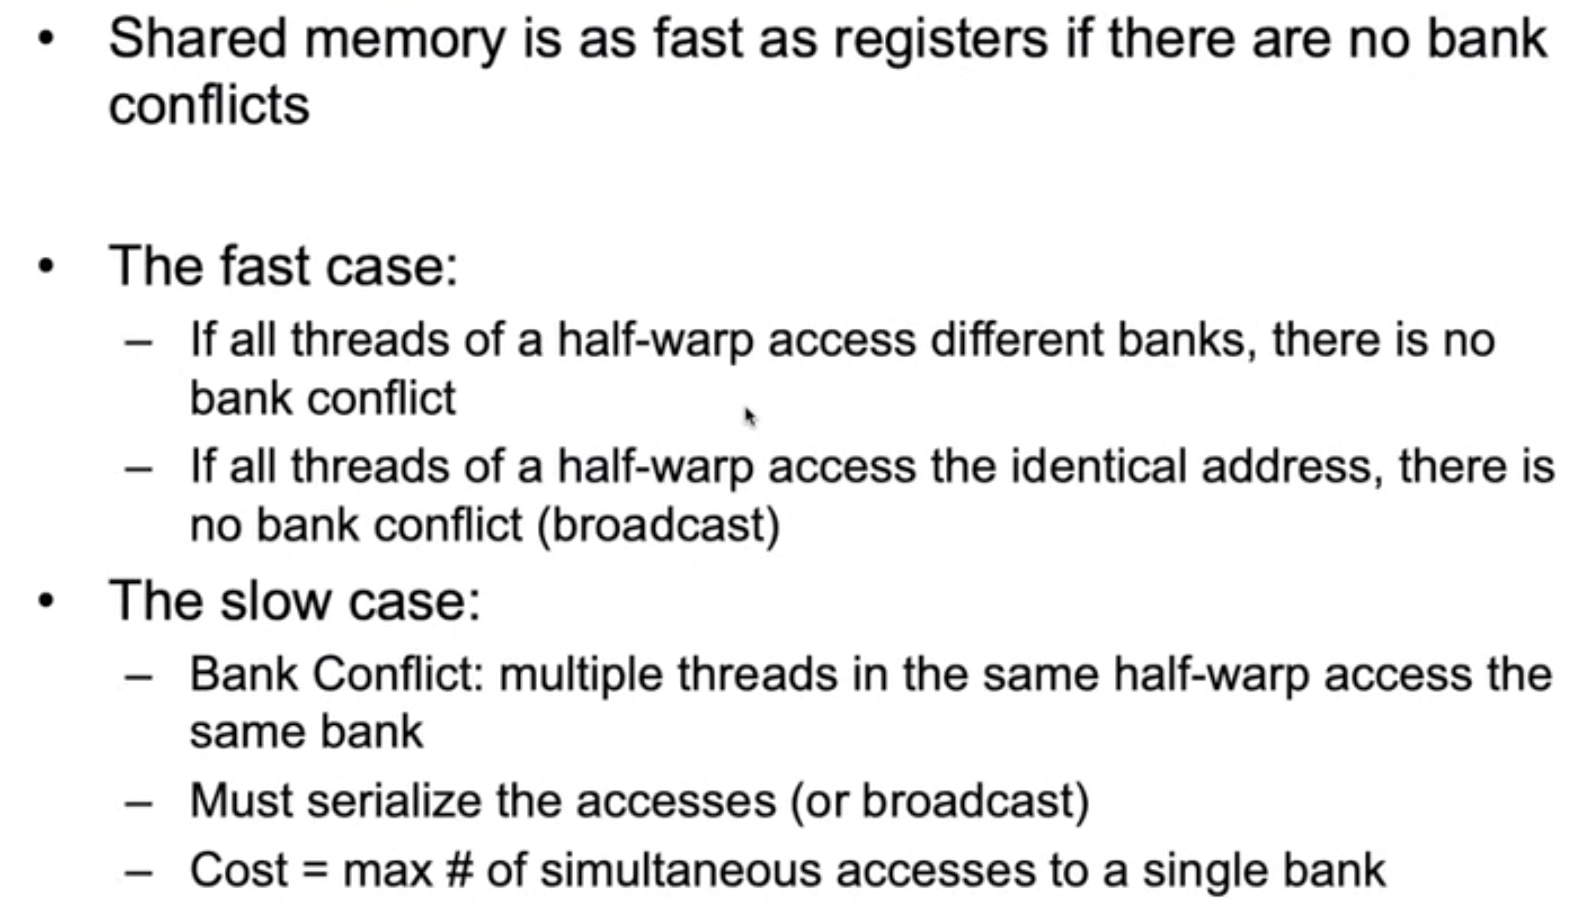 • Shared memory is as fast as registers if there are no bank
conflicts
• The fast case:
– If all threads of a half-warp access different banks, there is no
bank conflict
– If all threads of a half-warp access the identical address, there is
no bank conflict (broadcast)
• The slow case:
– Bank Conflict: multiple threads in the same half-warp access the
same bank
– Must serialize the accesses (or broadcast)
– Cost = max # of simultaneous accesses to a single bank